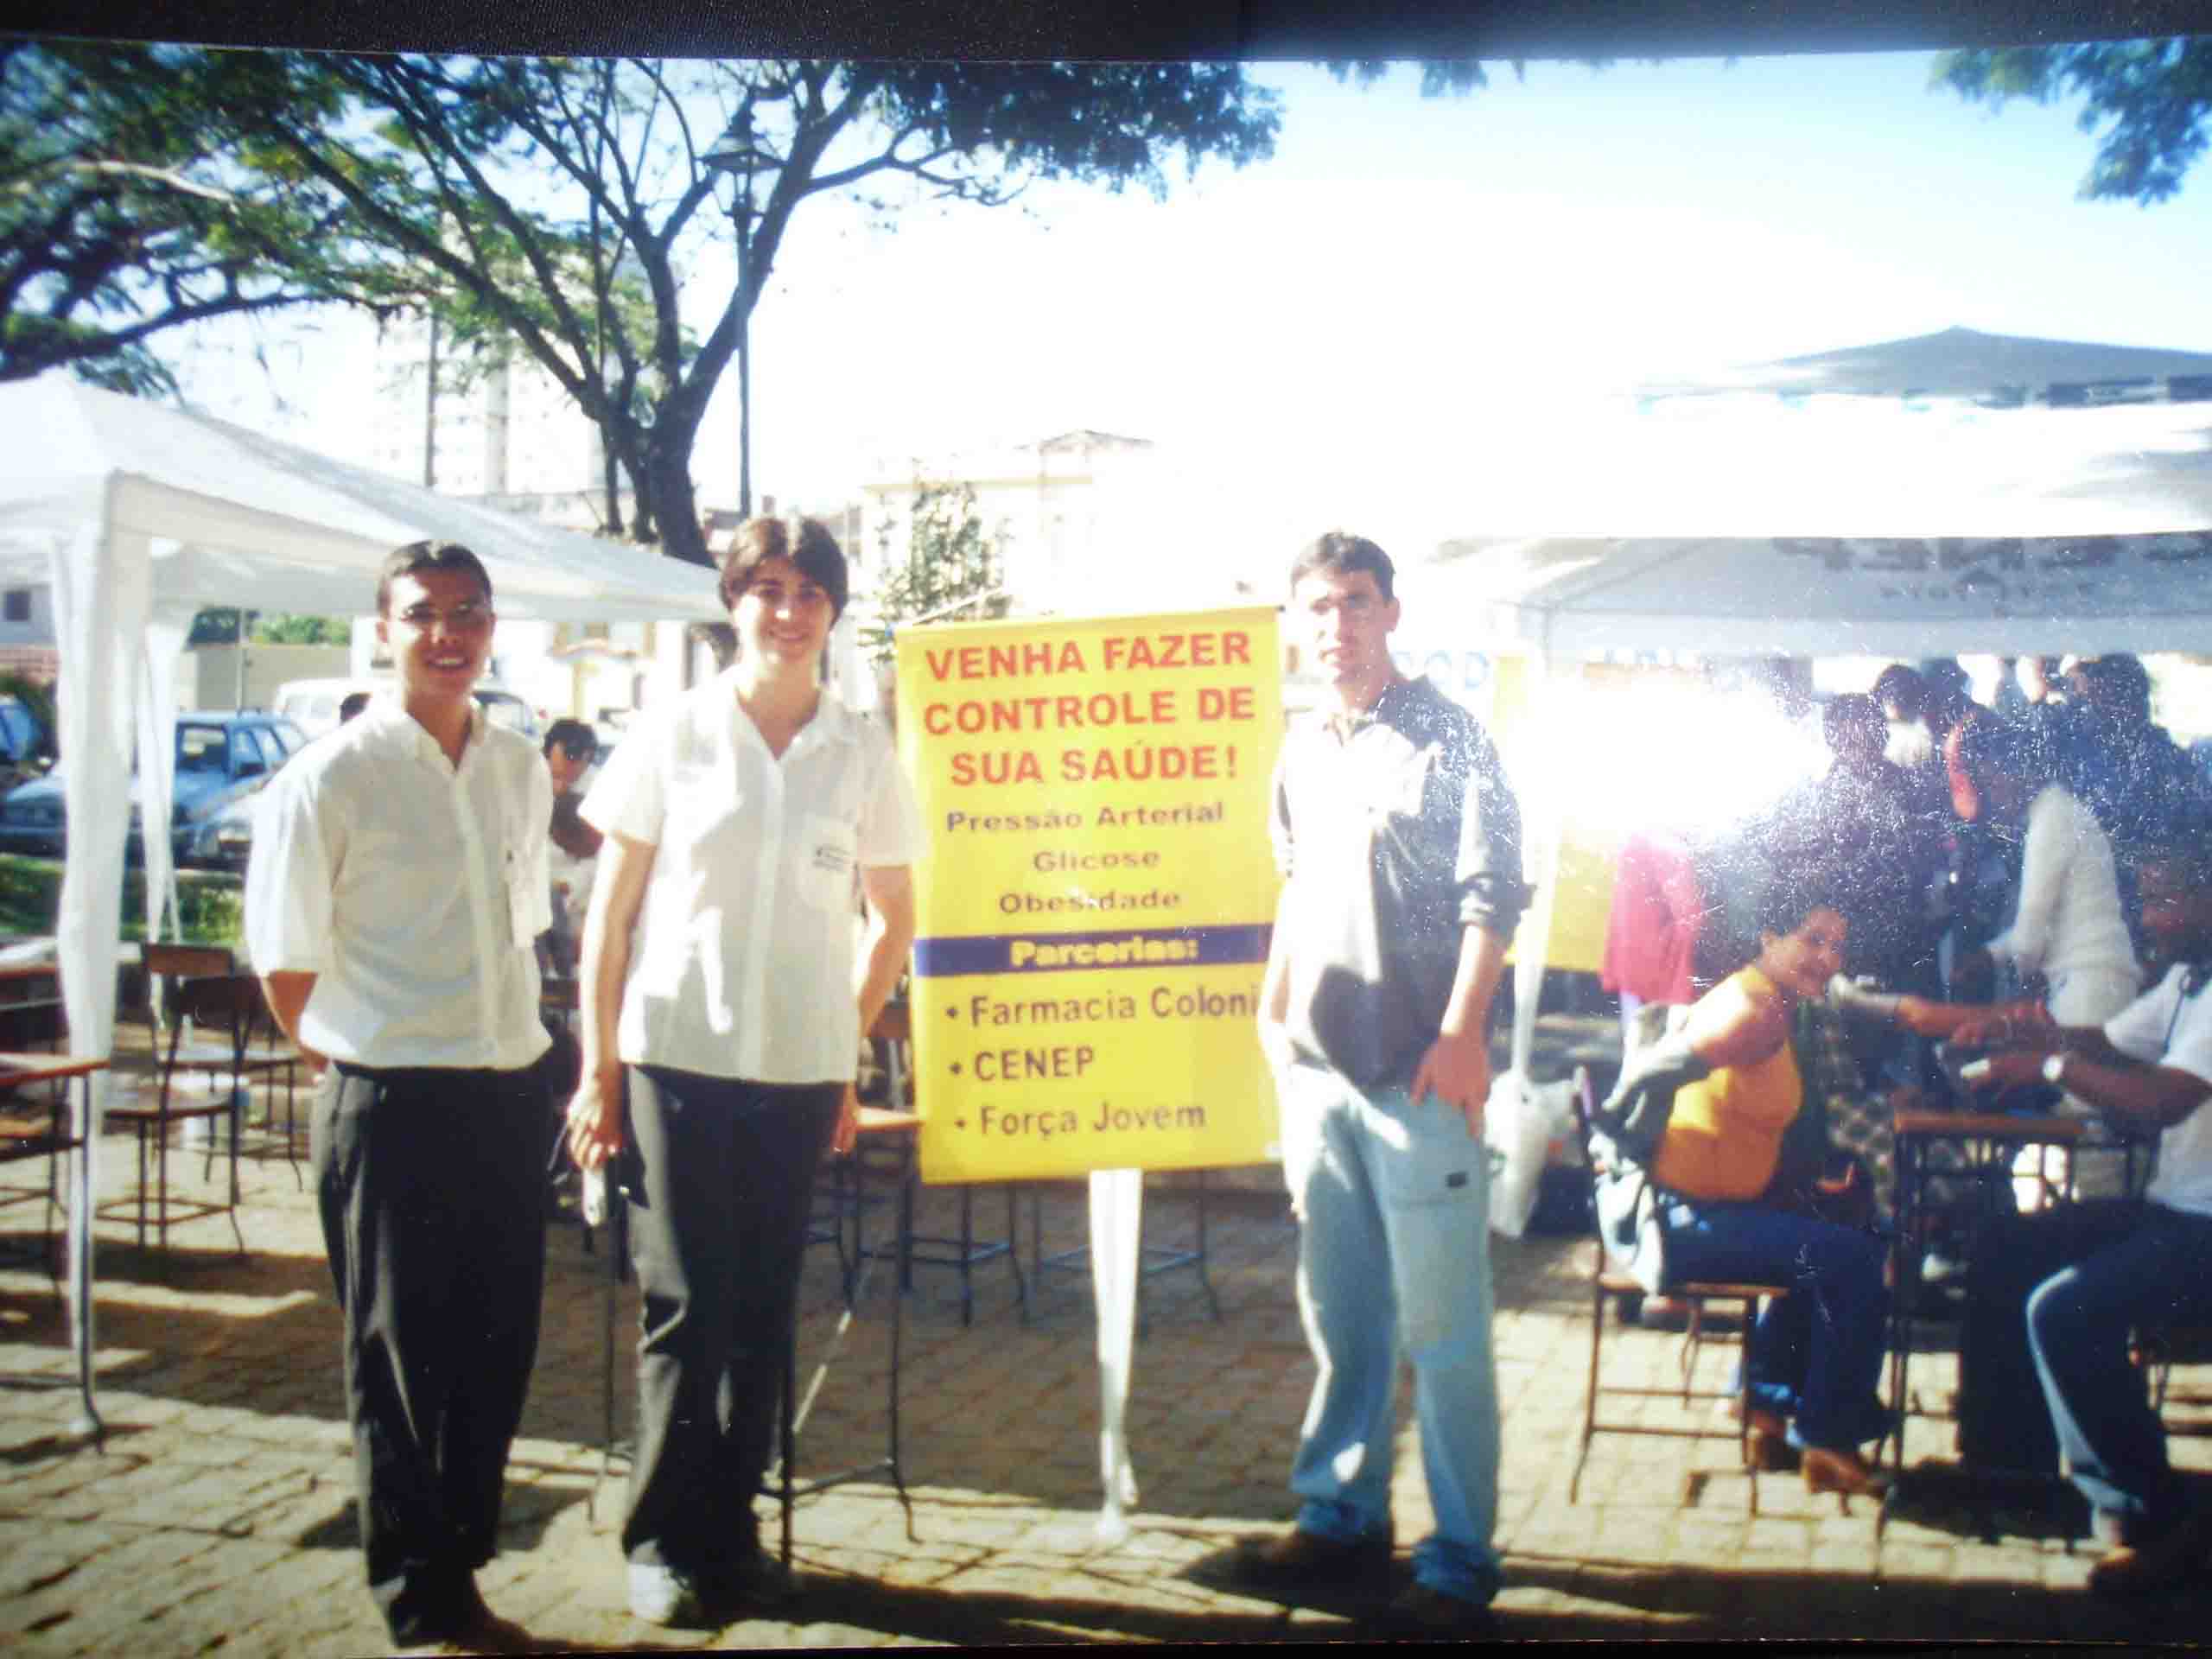 VENHA FAZER
CONTROLE DE
SUA SAÚDE!
Pressão Arterial
Glicose
Obesidade
Parcerias:
• Farmacia Coloni
• CENEP
• Força Jovem